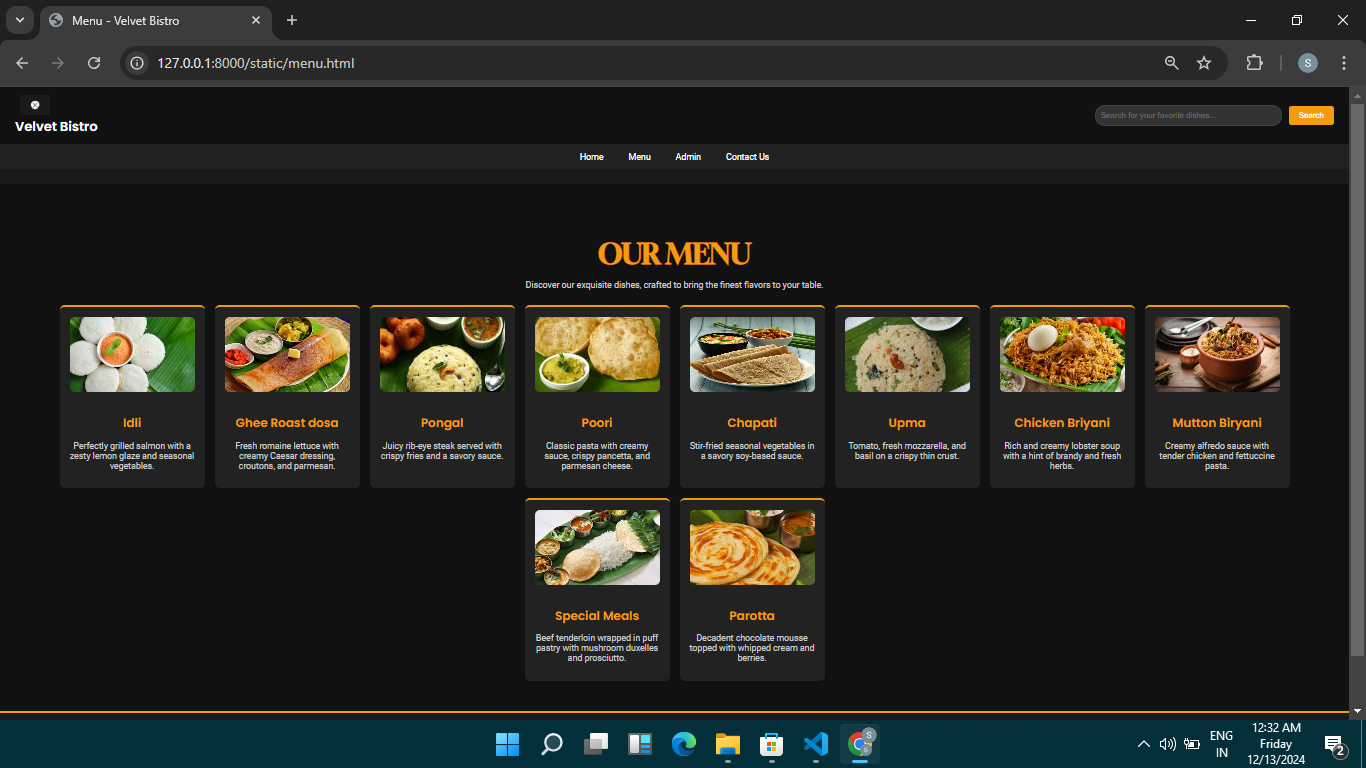 Menu - Velvet Bistro
127.0.0.1:8000/static/menu.html
S
Velvet Bistro
Search for your favorite dishes...
Search
Home Menu Admin Contact Us
OUR MENU
Discover our exquisite dishes, crafted to bring the finest flavors to your table.
Idli
Perfectly grilled salmon with a
zesty lemon glaze and seasonal
vegetables.
Ghee Roast dosa
Fresh romaine lettuce with
creamy Caesar dressing,
croutons, and parmesan.
Pongal
Juicy rib-eye steak served with
crispy fries and a savory sauce.
Poori
Classic pasta with creamy
sauce, crispy pancetta, and
parmesan cheese.
Chapati
Stir-fried seasonal vegetables in
a savory soy-based sauce.
Upma
Tomato, fresh mozzarella, and
basil on a crispy thin crust.
Chicken Briyani
Rich and creamy lobster soup
with a hint of brandy and fresh
herbs.
Mutton Biryani
Creamy alfredo sauce with
tender chicken and fettuccine
pasta.
Special Meals
Beef tenderloin wrapped in puff
pastry with mushroom duxelles
and prosciutto.
Parotta
Decadent chocolate mousse
topped with whipped cream and
berries.
S
S
ENG
IN
12:32 AM
Friday
12/13/2024
2